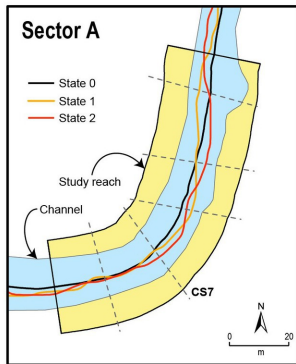 Sector A
State 0
State 1
State 2
Study reach
Channel
CS7
N
0 20
m